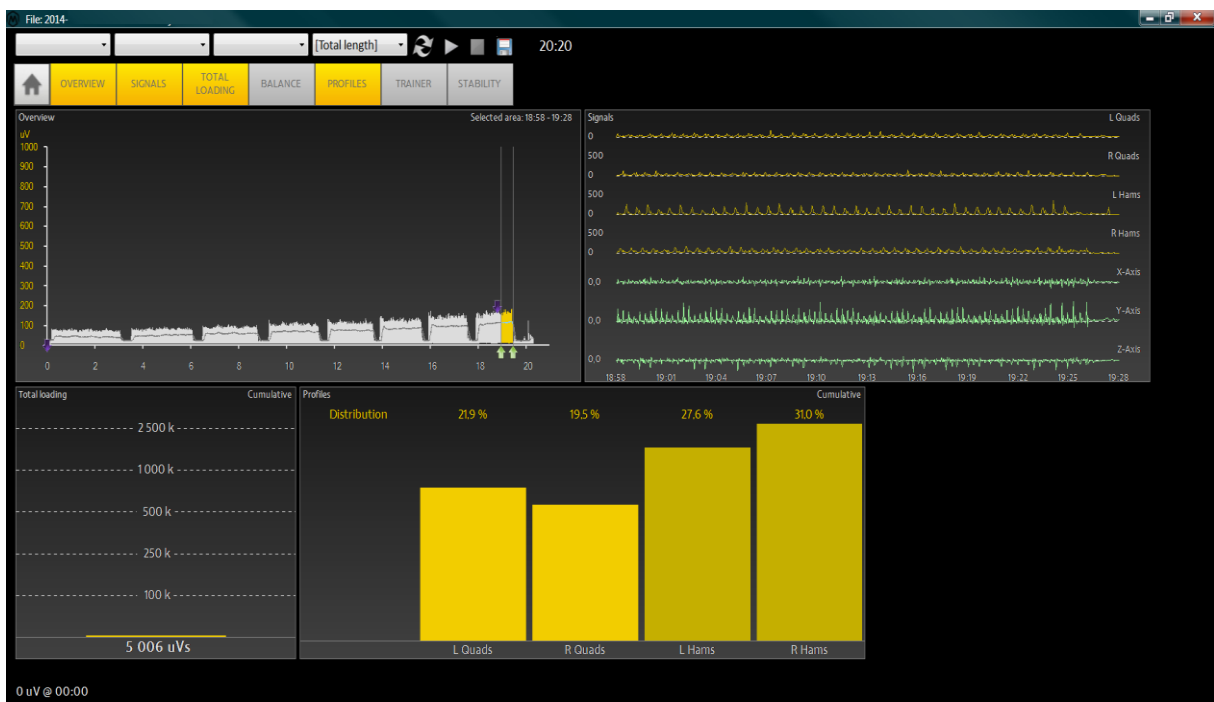 File: 2014-
[Total length] 20:20
OVERVIEW SIGNALS TOTAL LOADING BALANCE PROFILES TRAINER STABILITY
Overview Selected area: 18:58 - 19:28
uV
1000
900
800
700
600
500
400
300
200
100
0
0 2 4 6 8 10 12 14 16 18 20
Signals L Quads
0
500 R Quads
0
500 L Hams
0
500 R Hams
0
X-Axis
0.0
Y-Axis
0.0
Z-Axis
0.0
18:58 19:01 19:04 19:07 19:10 19:13 19:16 19:19 19:22 19:25 19:28
Total loading Cumulative
2 500 k
1 000 k
500 k
250 k
100 k
5 006 uVs
Profiles Cumulative
Distribution 21.9 % 19.5 % 27.6 % 31.0 %
L Quads R Quads L Hams R Hams
0 uV @ 00:00